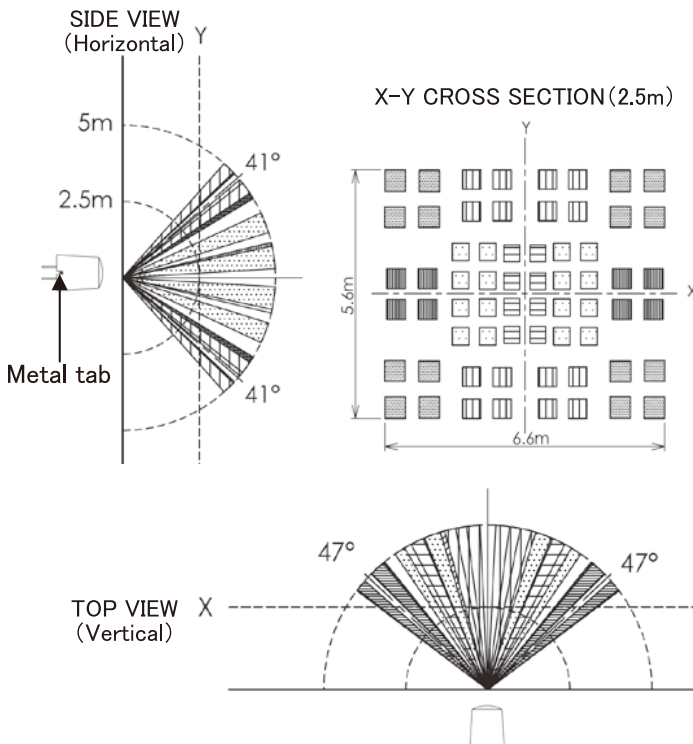 SIDE VIEW
(Horizontal)
Y
5m
2.5m
41°
41°
Metal tab
X-Y CROSS SECTION(2.5m)
Y
X
5.6m
6.6m
TOP VIEW
(Vertical)
X
47°
47°